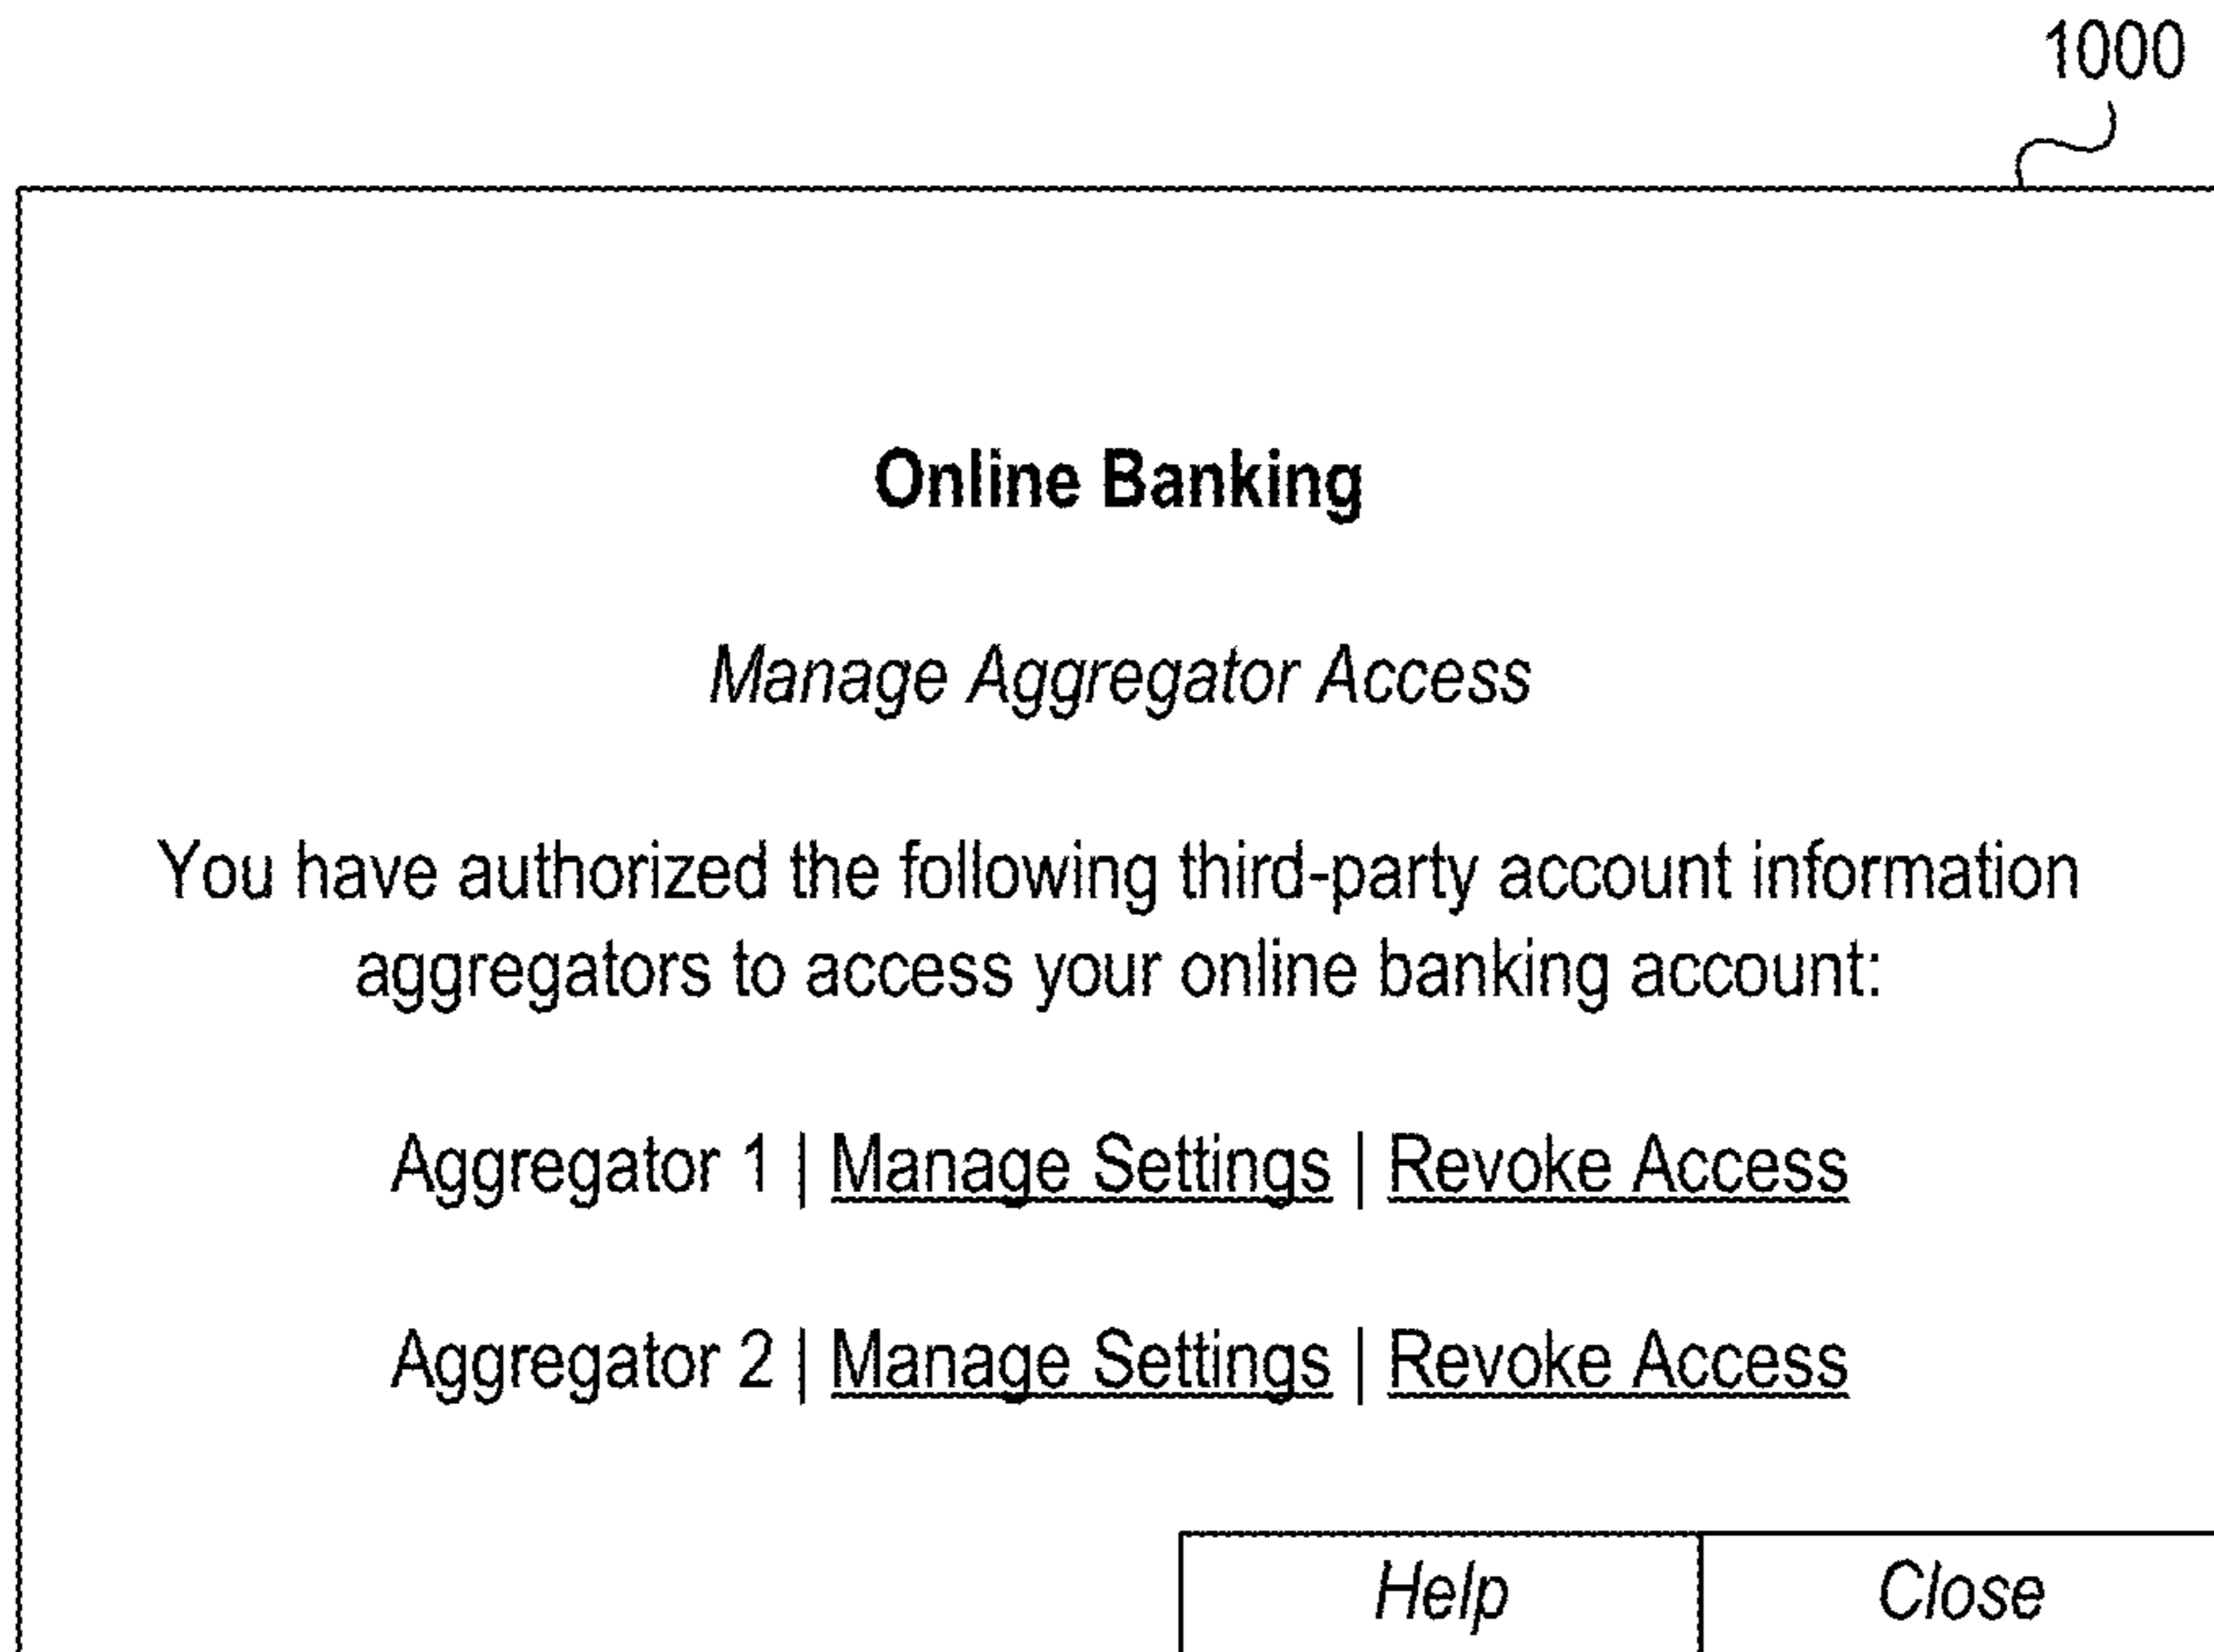 1000
Online Banking
Manage Aggregator Access
You have authorized the following third-party account information
aggregators to access your online banking account:
Aggregator 1 | Manage Settings | Revoke Access
Aggregator 2 | Manage Settings | Revoke Access
Help Close